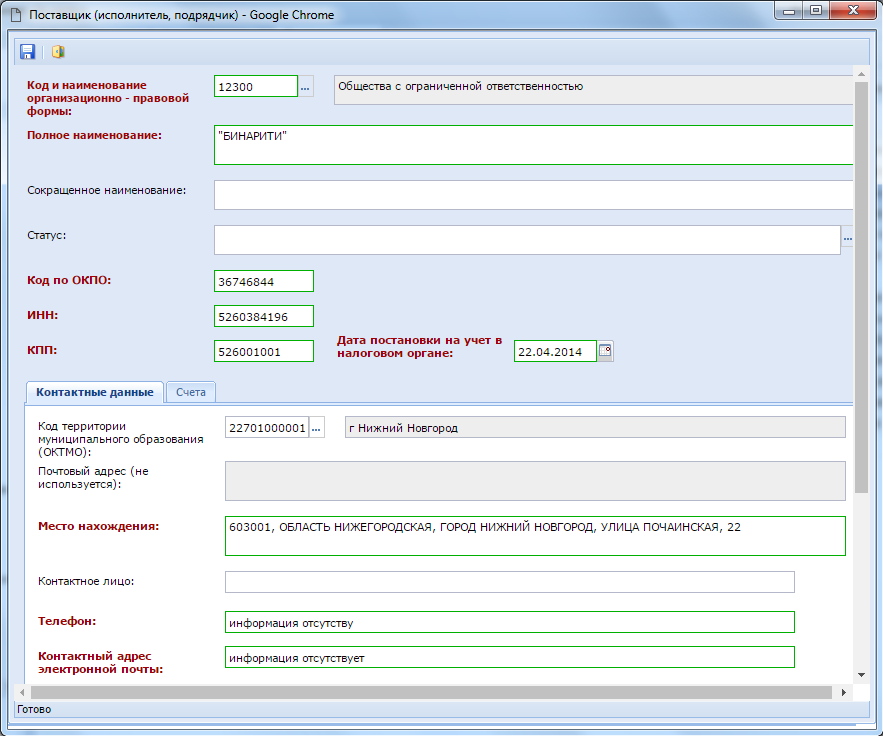 Поставщик (исполнитель, подрядчик) - Google Chrome
Код и наименование
организационно - правовой
формы:
12300
...
Общества с ограниченной ответственностью
Полное наименование:
"БИНАРИТИ"
Сокращенное наименование:
Статус:
...
Код по ОКПО:
36746844
ИНН:
5260384196
КПП:
526001001
Дата постановки на учет в
налоговом органе:
22.04.2014
Контактные данные
Счета
Код территории
муниципального образования
(ОКТМО):
22701000001
...
г Нижний Новгород
Почтовый адрес (не
используется):
Место нахождения:
603001, ОБЛАСТЬ НИЖЕГОРОДСКАЯ, ГОРОД НИЖНИЙ НОВГОРОД, УЛИЦА ПОЧАИНСКАЯ, 22
Контактное лицо:
Телефон:
информация отсутству
Контактный адрес
электронной почты:
информация отсутствует
Готово